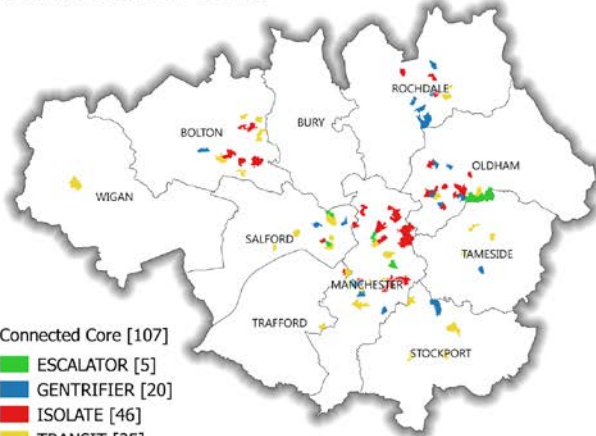 ROCHDALE
BOLTON
BURY
OLDHAM
WIGAN
SALFORD
TAMESIDE
MANCHESTER
TRAFFORD
STOCKPORT
Connected Core [107]
ESCALATOR [5]
GENTRIFIER [20]
ISOLATE [46]